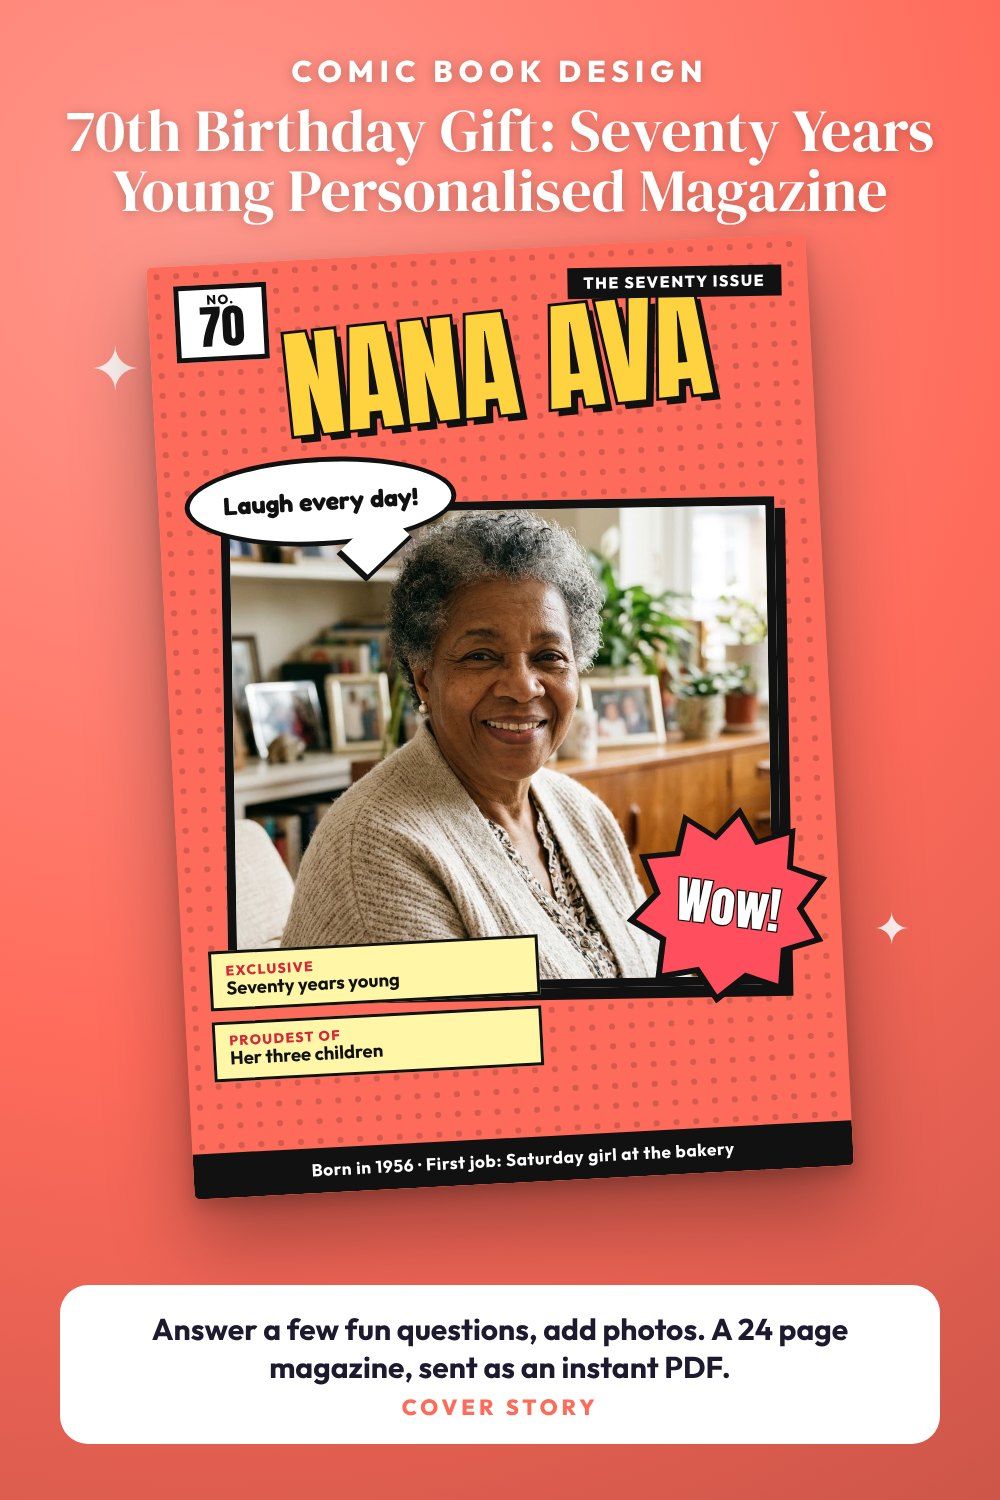 COMIC BOOK DESIGN
70th Birthday Gift: Seventy Years
Young Personalised Magazine
THE SEVENTY ISSUE
NO.
70
NANA AVA
Laugh every day!
Wow!
EXCLUSIVE
Seventy years young
PROUDEST OF
Her three children
Born in 1956 · First job: Saturday girl at the bakery
Answer a few fun questions, add photos. A 24 page
magazine, sent as an instant PDF.
COVER STORY